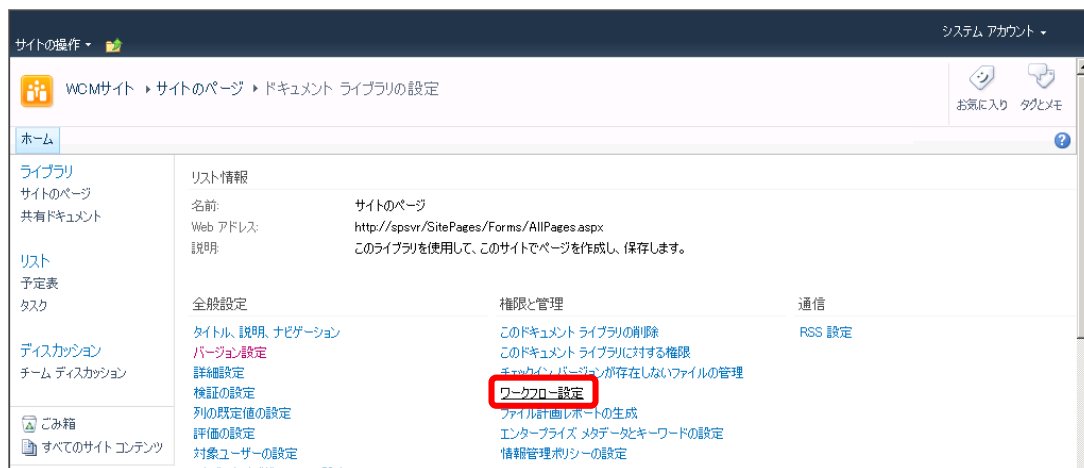 システム アカウント
サイトの操作
WCMサイト サイトのページ ドキュメント ライブラリの設定
お気に入り タグとメモ
ホーム
ライブラリ
サイトのページ
共有ドキュメント
リスト
予定表
タスク
ディスカッション
チーム ディスカッション
ごみ箱
すべてのサイト コンテンツ
リスト情報
名前: サイトのページ
Web アドレス: http://spsvr/SitePages/Forms/AllPages.aspx
説明: このライブラリを使用して、このサイトでページを作成し、保存します。
全般設定
タイトル、説明、ナビゲーション
バージョン設定
詳細設定
検証の設定
列の既定値の設定
評価の設定
対象ユーザーの設定
権限と管理
このドキュメント ライブラリの削除
このドキュメント ライブラリに対する権限
チェックイン バージョンが存在しないファイルの管理
ワークフロー設定
ファイル計画レポートの生成
エンタープライズ メタデータとキーワードの設定
情報管理ポリシーの設定
通信
RSS 設定